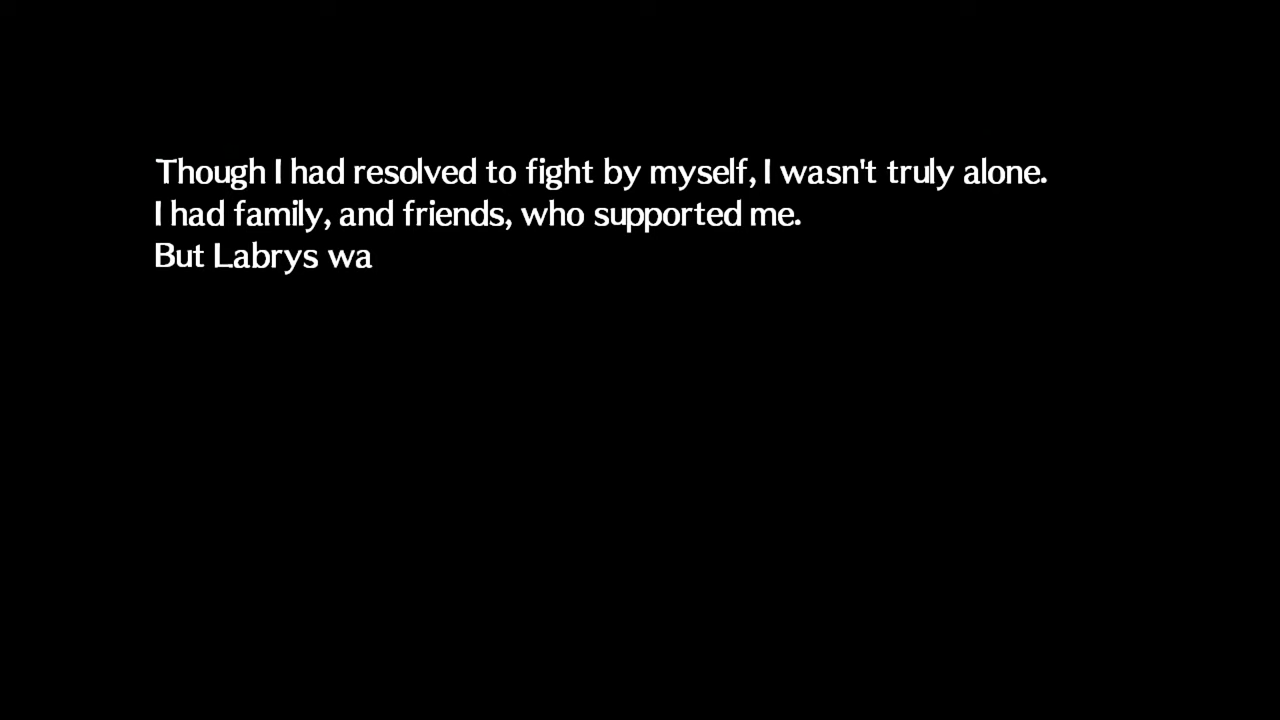 Though I had resolved to fight by myself, I wasn't truly alone.
I had family, and friends, who supported me.
But Labrys wa